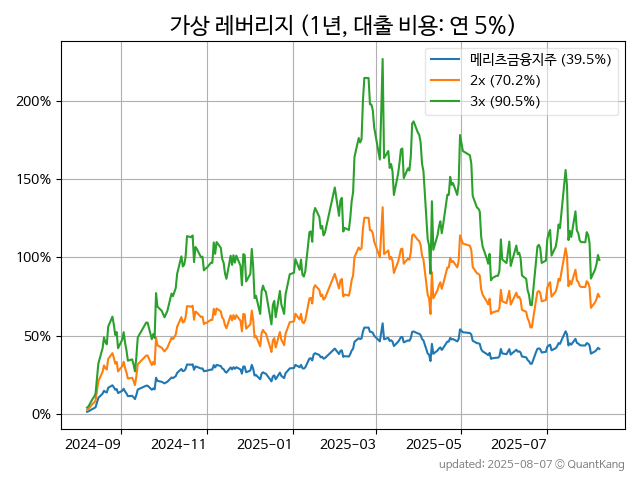 가상 레버리지 (1년, 대출 비용: 연 5%)
메리츠금융지주 (39.5%)
2x (70.2%)
3x (90.5%)
200%
150%
100%
50%
0%
2024-09
2024-11
2025-01
2025-03
2025-05
2025-07
updated: 2025-08-07 © QuantKang